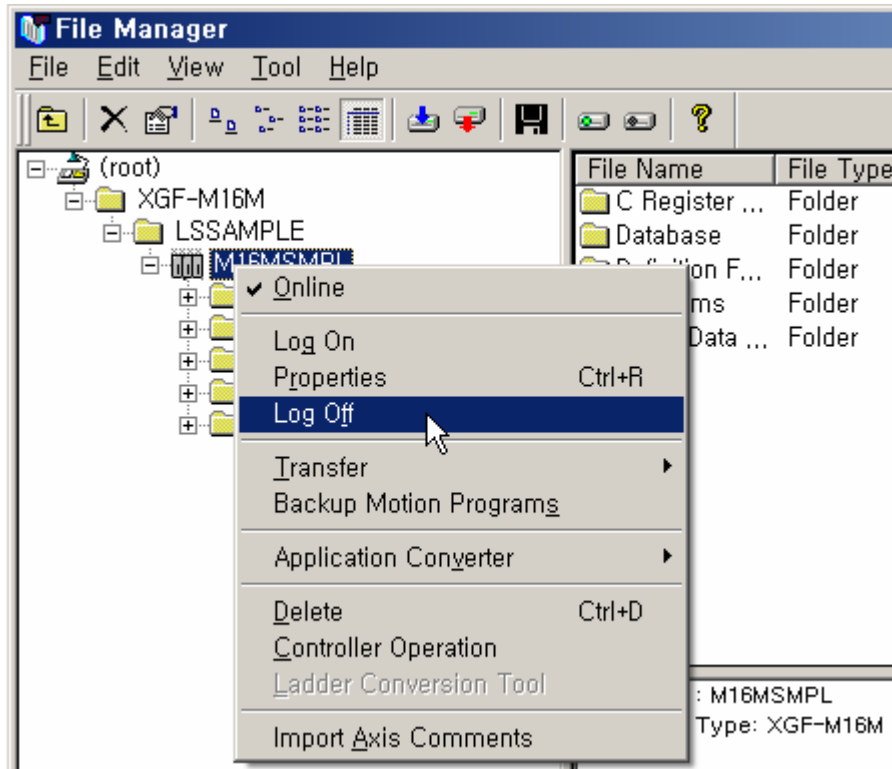 File Manager
File Edit View Tool Help
(root)
XGF-M16M
LSSAMPLE
M16MSMPL
File Name File Type
C Register ... Folder
Database Folder
Definition F... Folder
ms Folder
Data ... Folder
Online
Log On
Properties Ctrl+R
Log Off
Transfer
Backup Motion Programs
Application Converter
Delete Ctrl+D
Controller Operation
Ladder Conversion Tool
Import Axis Comments
: M16MSMPL
Type: XGF-M16M